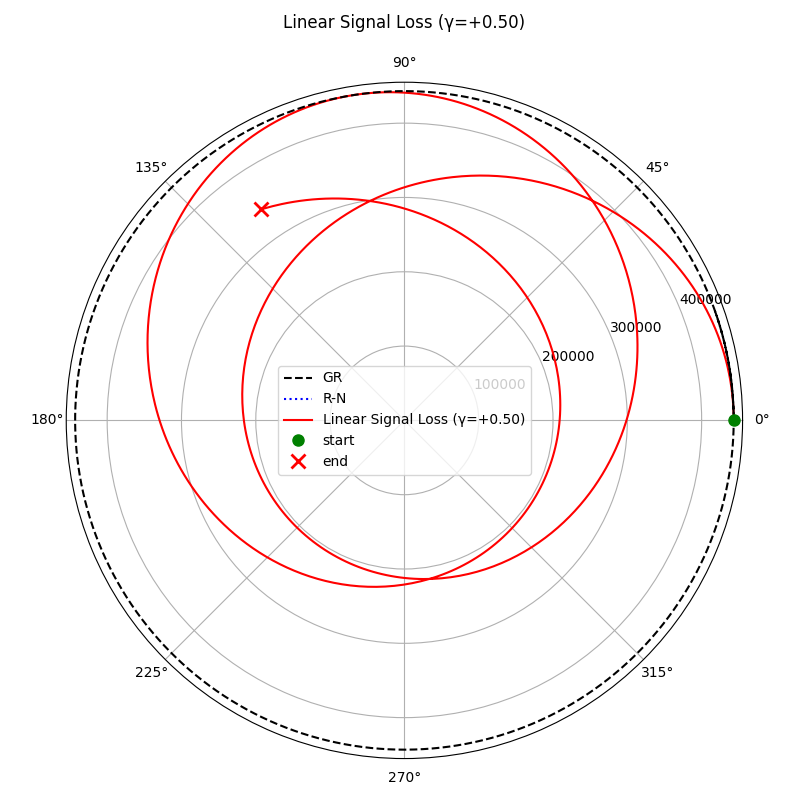 Linear Signal Loss (γ=+0.50)
90°
135°
45°
400000
300000
200000
100000
180°
0°
GR
R-N
Linear Signal Loss (γ=+0.50)
start
end
225°
315°
270°